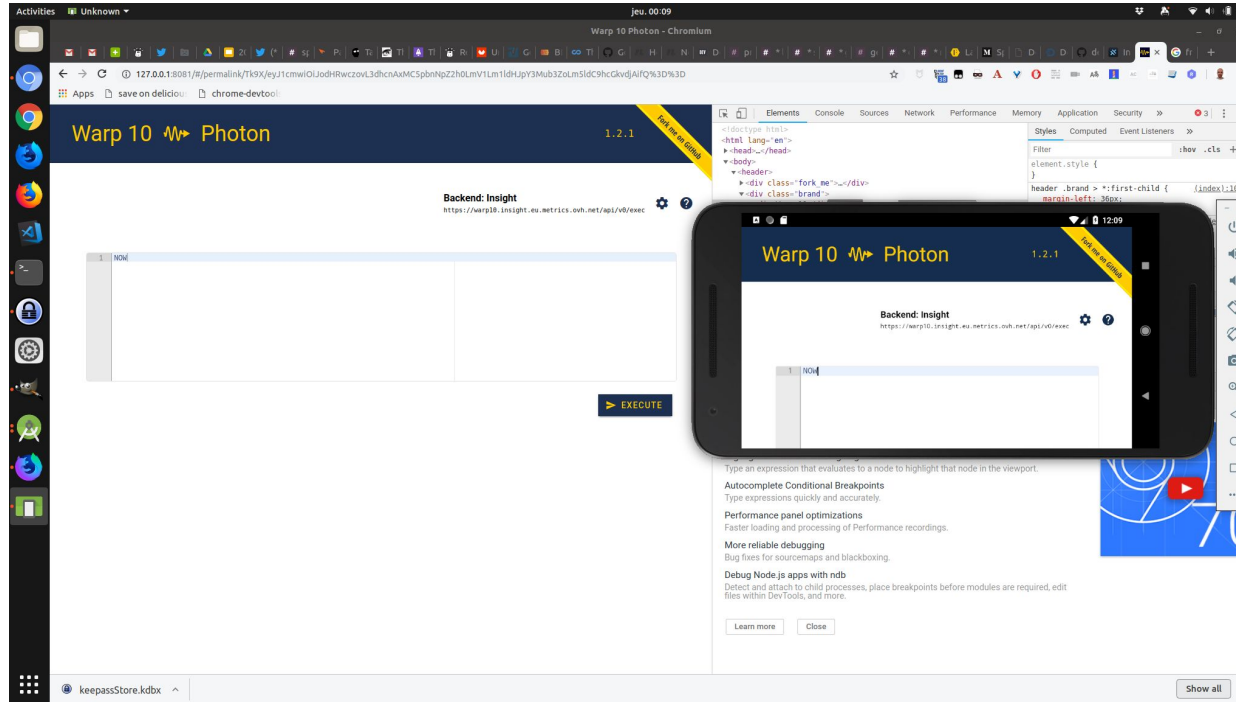 Activities
Unknown
jeu. 00:09
Warp 10 Photon - Chromium
127.0.0.1:8081/#/permalink/Tk9X/
Apps
save on delicious
chrome-devtool
Warp 10 Photon
1.2.1
Fork me on GitHub
Backend: Insight
https://warp10.insight.eu.metrics.ovh.net/api/v0/exec
1 NOW
EXECUTE
Elements Console Sources Network Performance Memory Application Security
3
<!doctype html>
<html lang="en">
<head>…</head>
<body>
<header>
<div class="fork_me">…</div>
<div class="brand">
Styles Computed Event Listeners
Filter
:hov .cls +
element.style {
}
header .brand > *:first-child {
margin-left: 36px;
12:09
Warp 10 Photon
1.2.1
Fork me on GitHub
Backend: Insight
https://warp10.insight.eu.metrics.ovh.net/api/v0/exec
1 NOW
Type an expression that evaluates to a node to highlight that node in the viewport.
Autocomplete Conditional Breakpoints
Type expressions quickly and accurately.
Performance panel optimizations
Faster loading and processing of Performance recordings.
More reliable debugging
Bug fixes for sourcemaps and blackboxing.
Debug Node.js apps with ndb
Detect and attach to child processes, place breakpoints before modules are required, edit
files within DevTools, and more.
Learn more
Close
keepassStore.kdbx
Show all